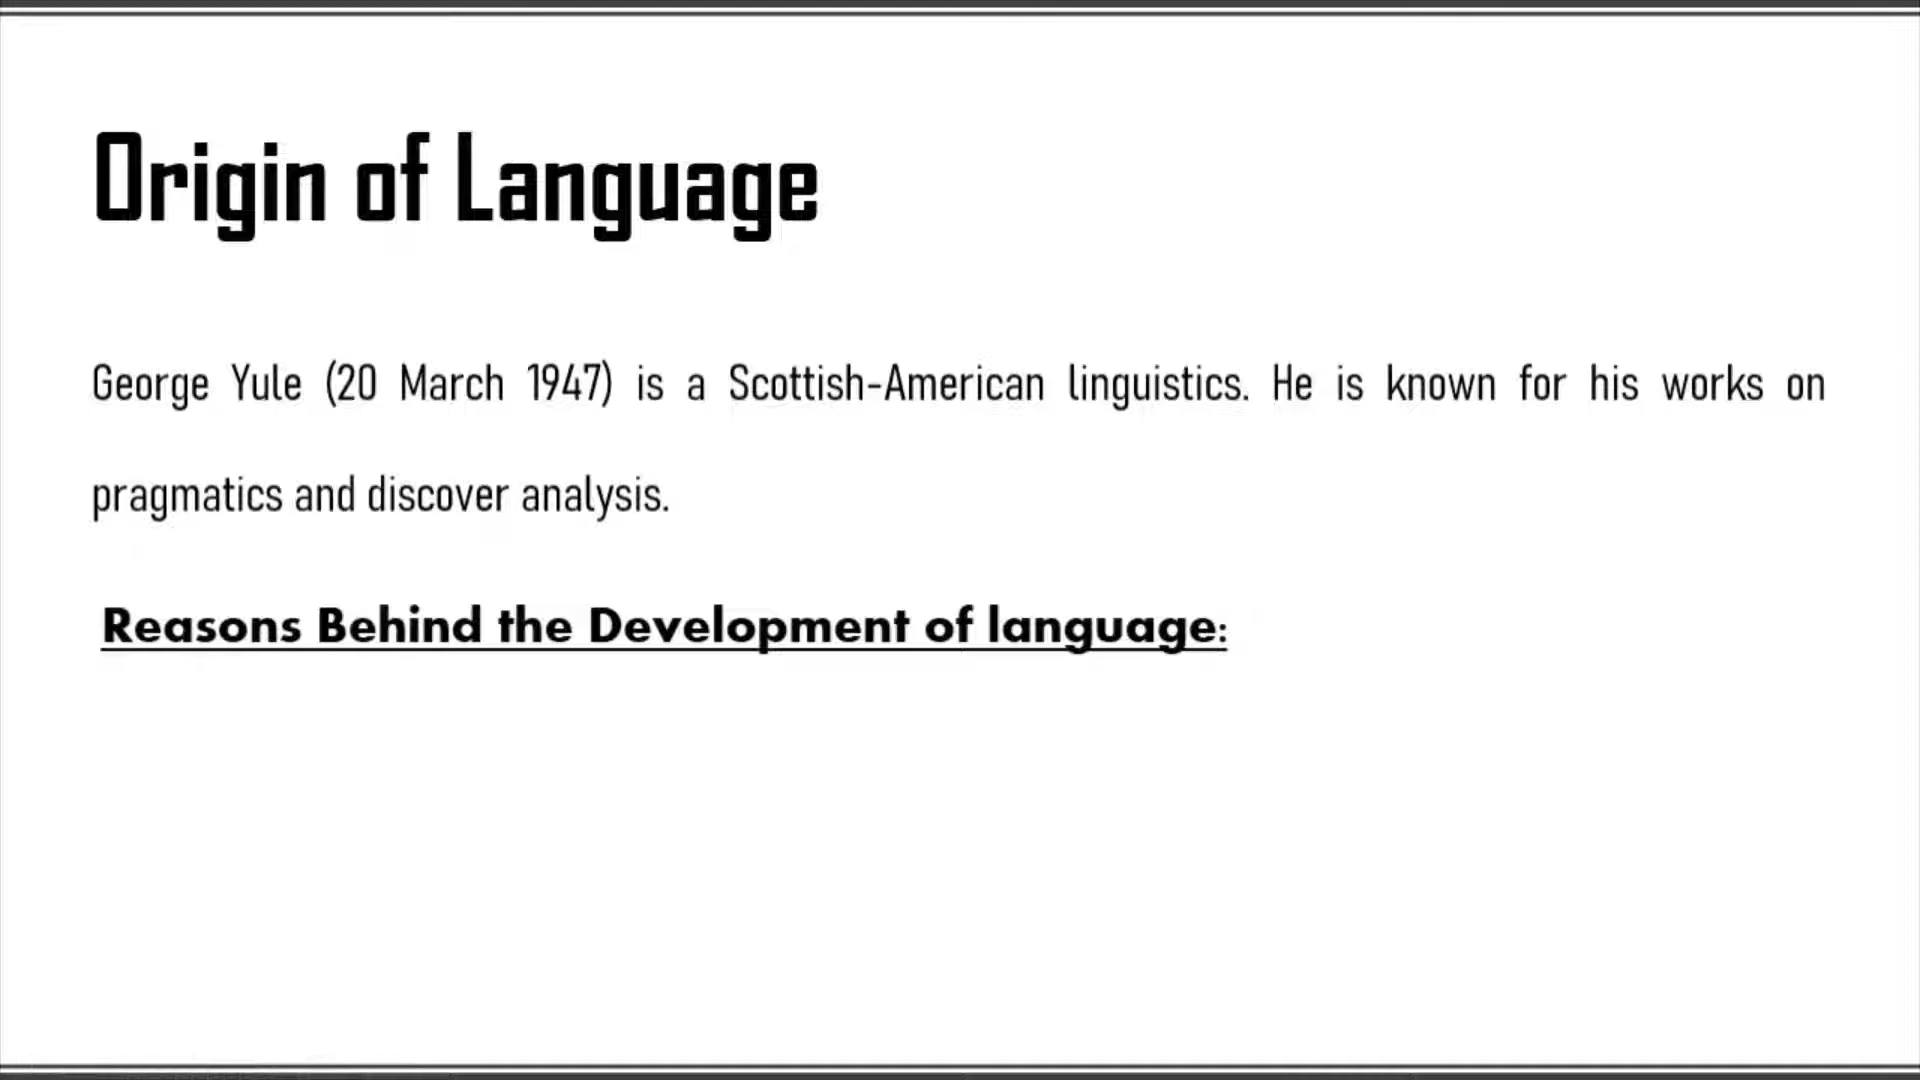 Origin of Language
George Yule (20 March 1947) is a Scottish-American linguistics. He is known for his works on
pragmatics and discover analysis.
Reasons Behind the Development of language: